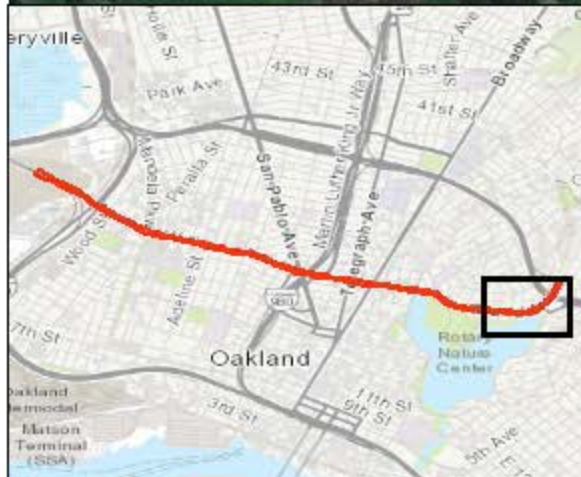 eryville
Hollis St
43rd St
45th St
Shafter Ave
Broadway
Park Ave
41st St
Mandela Pkwy
Peralta St
San Pablo Ave
Martin Luther King Jr Way
Telegraph Ave
Wood St
Adeline St
980
7th St
Oakland
Rotary
Nature
Center
11th St
9th St
3rd St
Oakland
Matson
Terminal
(SSA)
5th Ave